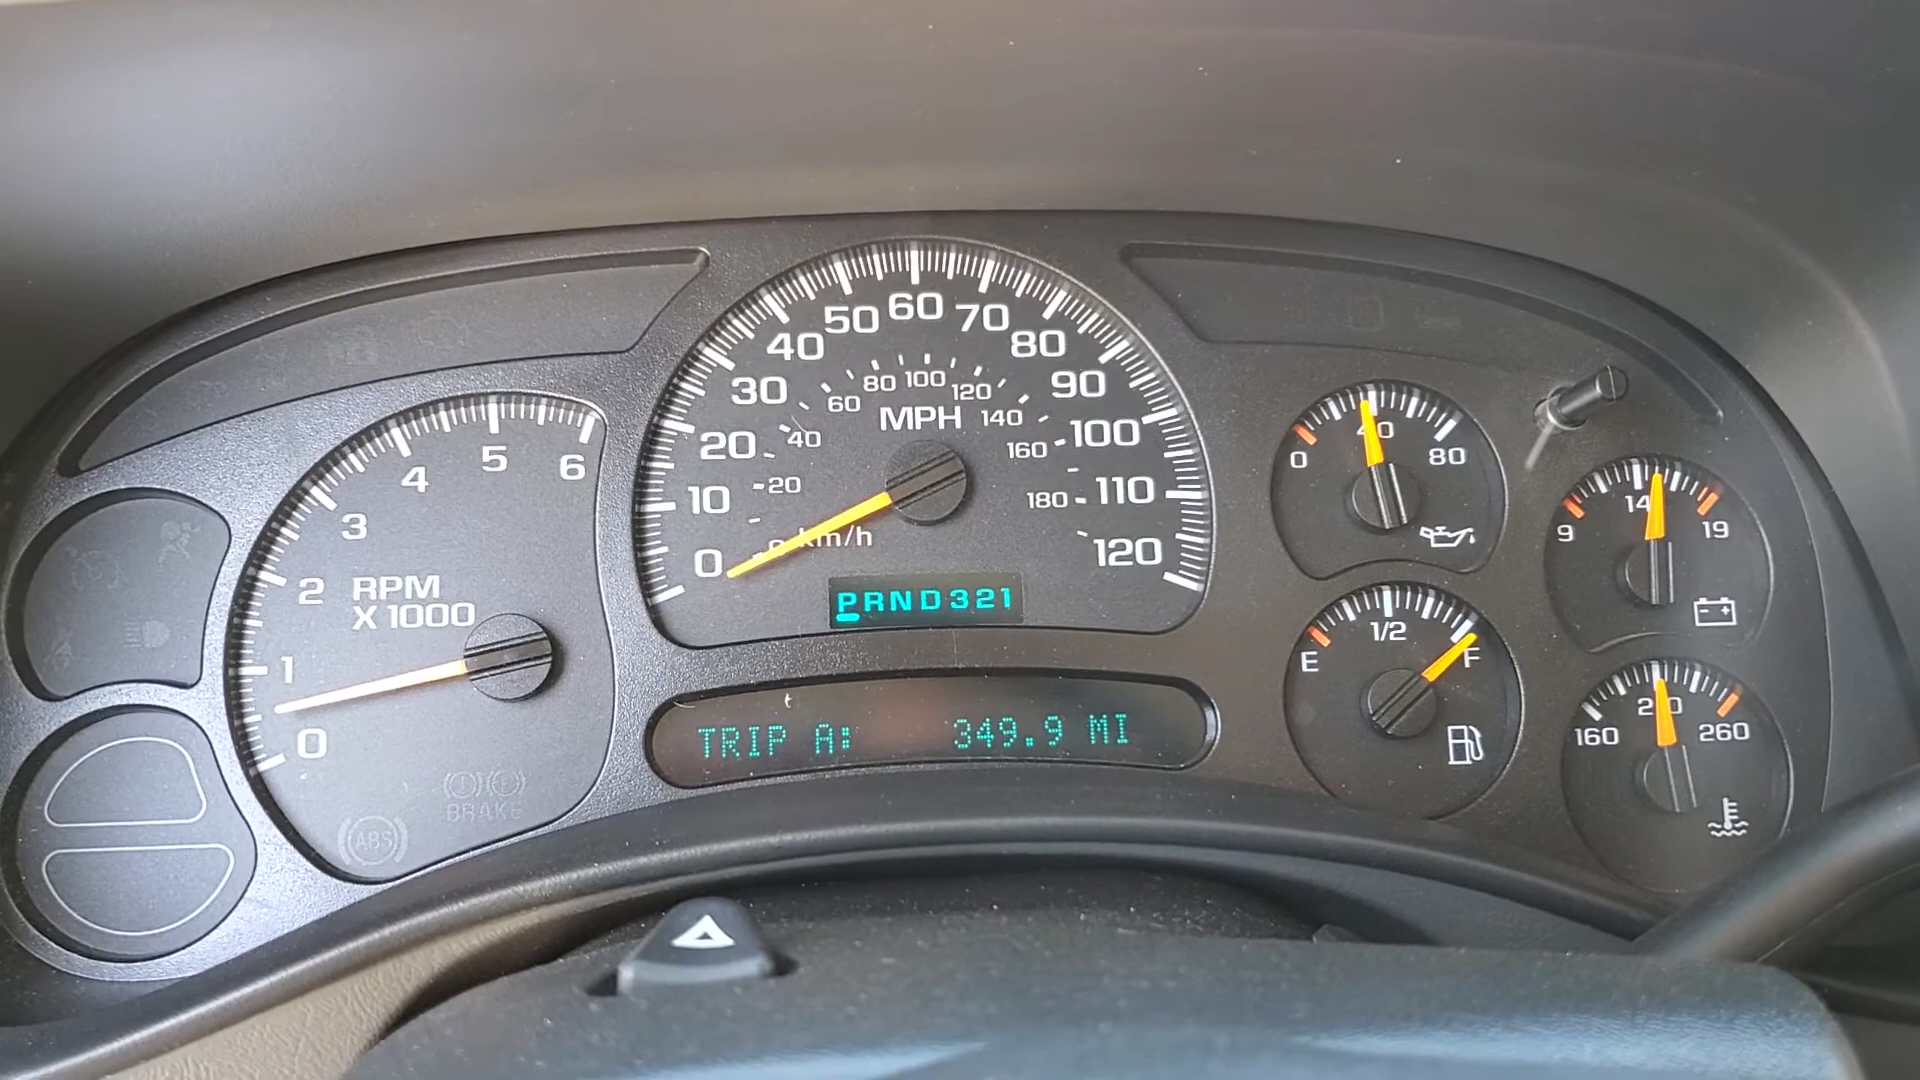 0 1 2 3 4 5 6
RPM
X 1000
BRAKE
ABS
0 10 20 30 40 50 60 70 80 90 100 110 120
MPH
20 40 60 80 100 120 140 160 180
km/h
PRND321
TRIP A: 349.9 MI
0 40 80
E 1/2 F
9 14 19
160 210 260